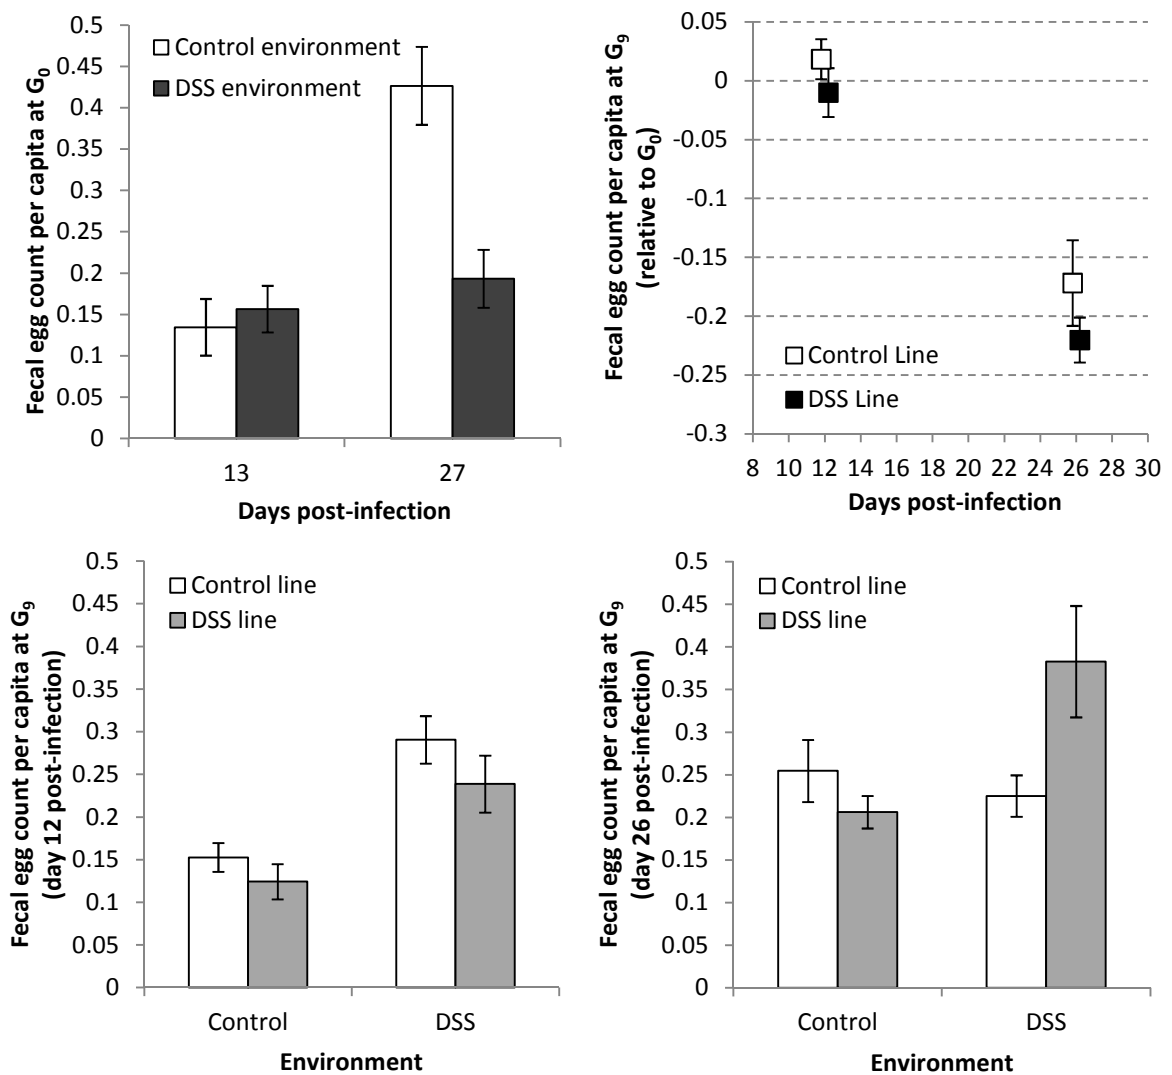 Fecal egg count per capita at G0
0.5
0.45
0.4
0.35
0.3
0.25
0.2
0.15
0.1
0.05
0
Control environment
DSS environment
13 27
Days post-infection
Fecal egg count per capita at G9
(relative to G0)
0.05
0
-0.05
-0.1
-0.15
-0.2
-0.25
-0.3
Control Line
DSS Line
8 10 12 14 16 18 20 22 24 26 28 30
Days post-infection
Fecal egg count per capita at G9
(day 12 post-infection)
0.5
0.45
0.4
0.35
0.3
0.25
0.2
0.15
0.1
0.05
0
Control line
DSS line
Control DSS
Environment
Fecal egg count per capita at G9
(day 26 post-infection)
0.5
0.45
0.4
0.35
0.3
0.25
0.2
0.15
0.1
0.05
0
Control line
DSS line
Control DSS
Environment